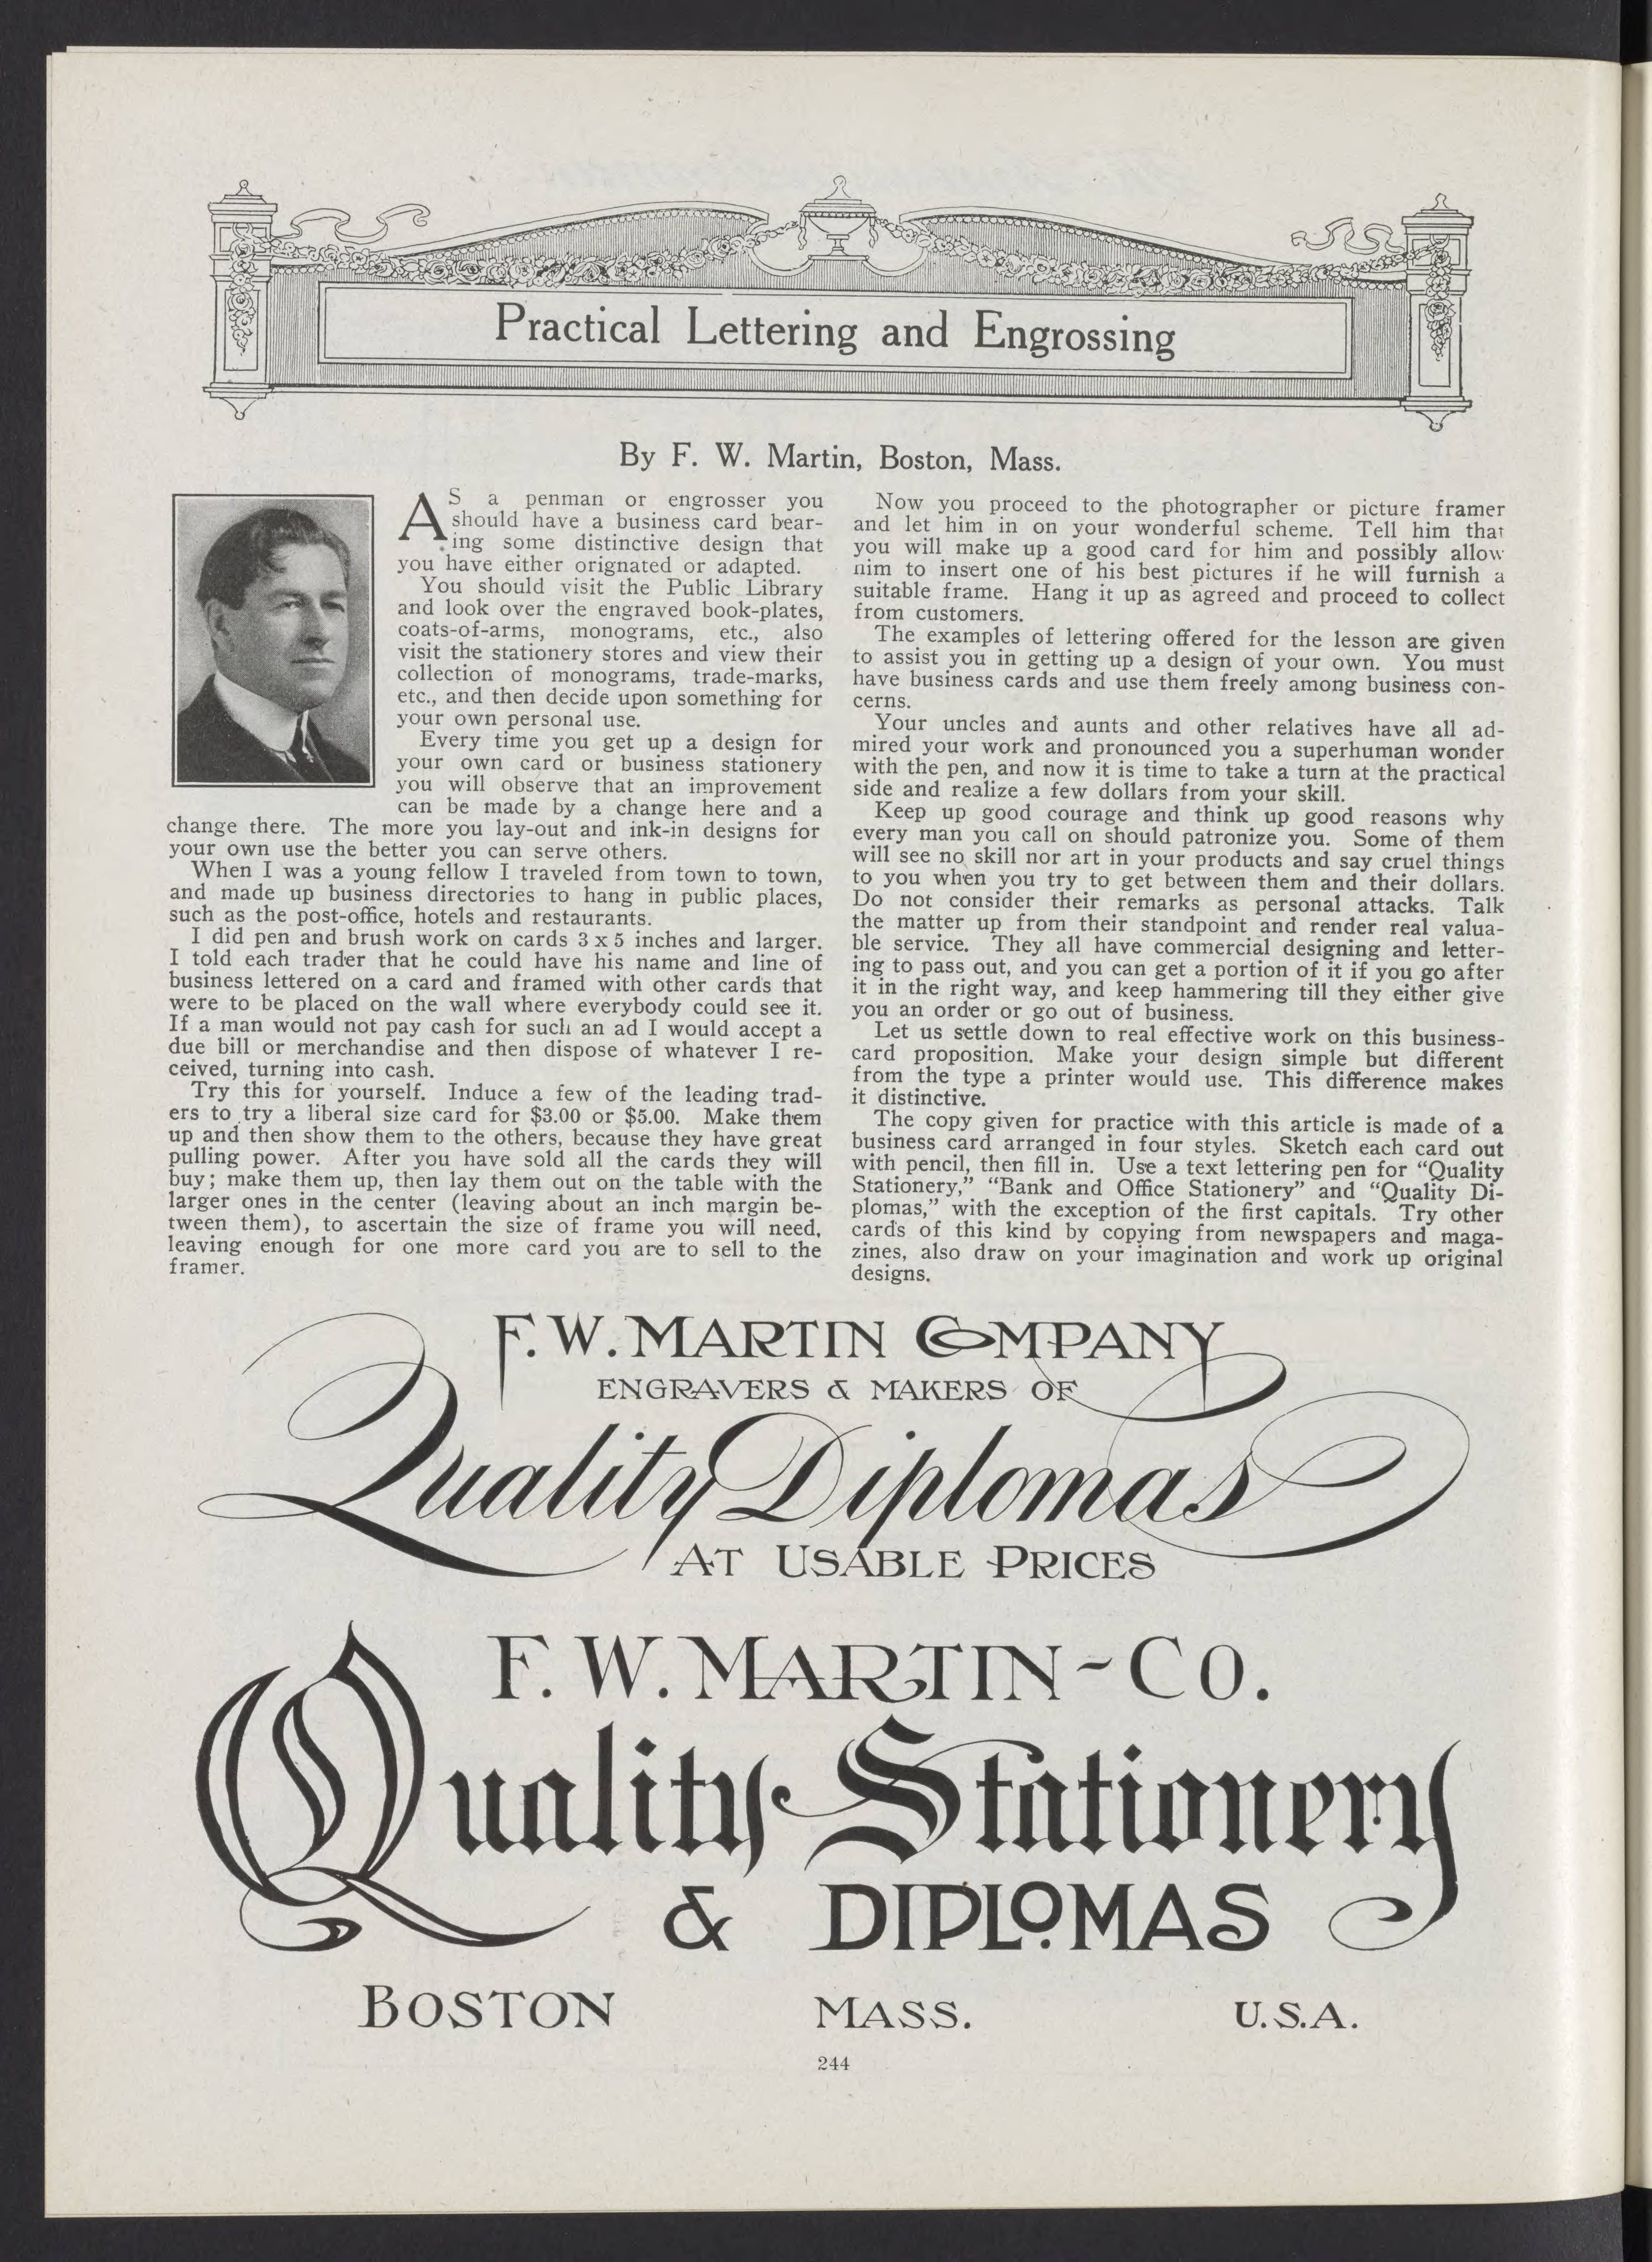 Practical Lettering and Engrossing
By F. W. Martin, Boston, Mass.
AS a penman or engrosser you
should have a business card bear-
ing some distinctive design that
you have either orignated or adapted.
You should visit the Public Library
and look over the engraved book-plates,
coats-of-arms, monograms, etc., also
visit the stationery stores and view their
collection of monograms, trade-marks,
etc., and then decide upon something for
your own personal use.
Every time you get up a design for
your own card or business stationery
you will observe that an improvement
can be made by a change here and a
change there. The more you lay-out and ink-in designs for
your own use the better you can serve others.
When I was a young fellow I traveled from town to town,
and made up business directories to hang in public places,
such as the post-office, hotels and restaurants.
I did pen and brush work on cards 3 x 5 inches and larger.
I told each trader that he could have his name and line of
business lettered on a card and framed with other cards that
were to be placed on the wall where everybody could see it.
If a man would not pay cash for such an ad I would accept a
due bill or merchandise and then dispose of whatever I re-
ceived, turning into cash.
Try this for yourself. Induce a few of the leading trad-
ers to try a liberal size card for $3.00 or $5.00. Make them
up and then show them to the others, because they have great
pulling power. After you have sold all the cards they will
buy; make them up, then lay them out on the table with the
larger ones in the center (leaving about an inch margin be-
tween them), to ascertain the size of frame you will need,
leaving enough for one more card you are to sell to the
framer.
Now you proceed to the photographer or picture framer
and let him in on your wonderful scheme. Tell him that
you will make up a good card for him and possibly allow
him to insert one of his best pictures if he will furnish a
suitable frame. Hang it up as agreed and proceed to collect
from customers.
The examples of lettering offered for the lesson are given
to assist you in getting up a design of your own. You must
have business cards and use them freely among business con-
cerns.
Your uncles and aunts and other relatives have all ad-
mired your work and pronounced you a superhuman wonder
with the pen, and now it is time to take a turn at the practical
side and realize a few dollars from your skill.
Keep up good courage and think up good reasons why
every man you call on should patronize you. Some of them
will see no skill nor art in your products and say cruel things
to you when you try to get between them and their dollars.
Do not consider their remarks as personal attacks. Talk
the matter up from their standpoint and render real valua-
ble service. They all have commercial designing and letter-
ing to pass out, and you can get a portion of it if you go after
it in the right way, and keep hammering till they either give
you an order or go out of business.
Let us settle down to real effective work on this business-
card proposition. Make your design simple but different
from the type a printer would use. This difference makes
it distinctive.
The copy given for practice with this article is made of a
business card arranged in four styles. Sketch each card out
with pencil, then fill in. Use a text lettering pen for “Quality
Stationery,” “Bank and Office Stationery” and “Quality Di-
plomas,” with the exception of the first capitals. Try other
cards of this kind by copying from newspapers and maga-
zines, also draw on your imagination and work up original
designs.
F. W. MARTIN COMPANY
ENGRAVERS & MAKERS OF
Quality Diplomas
AT USABLE PRICES
F. W. MARTIN - CO.
Quality Stationery
& DIPLOMAS
BOSTON MASS. U.S.A.
244